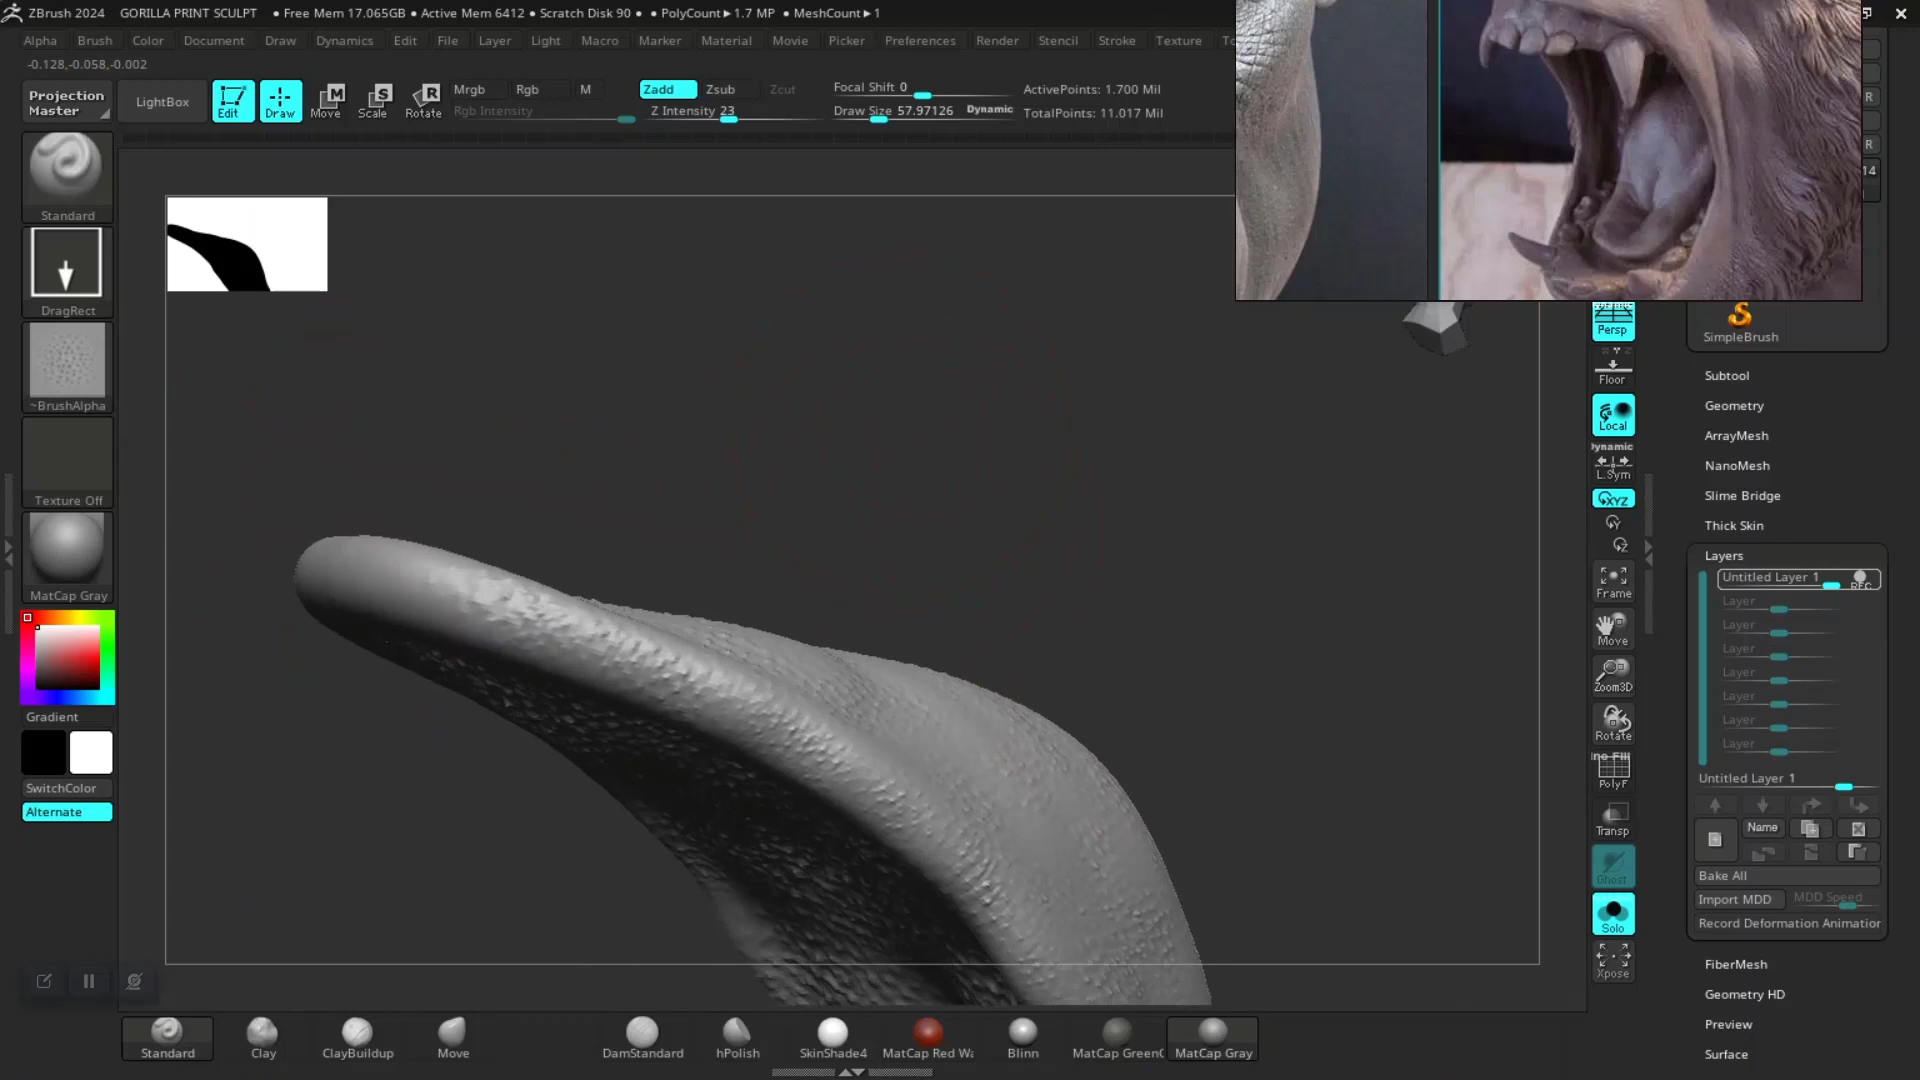 ZBrush 2024 GORILLA PRINT SCULPT • Free Mem 17.065GB • Active Mem 6412 • Scratch Disk 90 • • PolyCount▸1.7 MP • MeshCount▸1
Alpha Brush Color Document Draw Dynamics Edit File Layer Light Macro Marker Material Movie Picker Preferences Render Stencil Stroke Texture
-0.128,-0.058,-0.002
Projection Master
LightBox
Edit
Draw
Move
Scale
Rotate
Mrgb Rgb M
Rgb Intensity
Zadd Zsub Zcut
Z Intensity 23
Focal Shift 0
Draw Size 57.97126 Dynamic
ActivePoints: 1.700 Mil
TotalPoints: 11.017 Mil
R
R
14
Standard
DragRect
~BrushAlpha
Texture Off
MatCap Gray
Gradient
SwitchColor
Alternate
Persp
Floor
Local
Dynamic
L.Sym
XYZ
Y
Z
Frame
Move
Zoom3D
Rotate
PolyF
Transp
Ghost
Solo
Xpose
SimpleBrush
Subtool
Geometry
ArrayMesh
NanoMesh
Slime Bridge
Thick Skin
Layers
Untitled Layer 1 REC
Layer
Layer
Layer
Layer
Layer
Layer
Layer
Untitled Layer 1
Name
Bake All
Import MDD MDD Speed
Record Deformation Animation
FiberMesh
Geometry HD
Preview
Surface
Standard Clay ClayBuildup Move DamStandard hPolish SkinShade4 MatCap Red Wa Blinn MatCap GreenC MatCap Gray